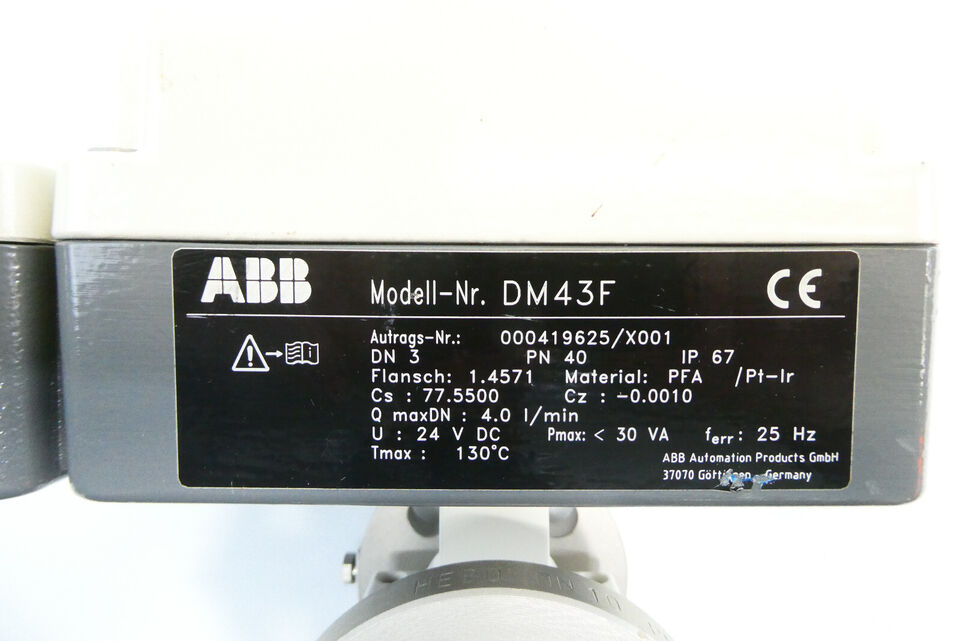 ABB Modell-Nr. DM43F CE
Autrags-Nr.: 000419625/X001
DN 3 PN 40 IP 67
Flansch: 1.4571 Material: PFA /Pt-Ir
Cs : 77.5500 Cz : -0.0010
Q maxDN : 4.0 l/min
U : 24 V DC Pmax: < 30 VA ferr: 25 Hz
Tmax : 130°C
ABB Automation Products GmbH
37070 Göttingen Germany
10